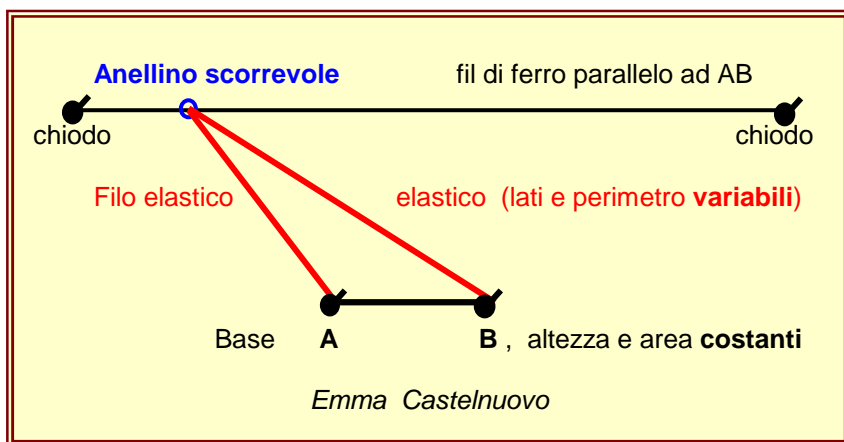 Anellino scorrevole fil di ferro parallelo ad AB
chiodo chiodo
Filo elastico elastico (lati e perimetro variabili)
Base A B , altezza e area costanti
Emma Castelnuovo